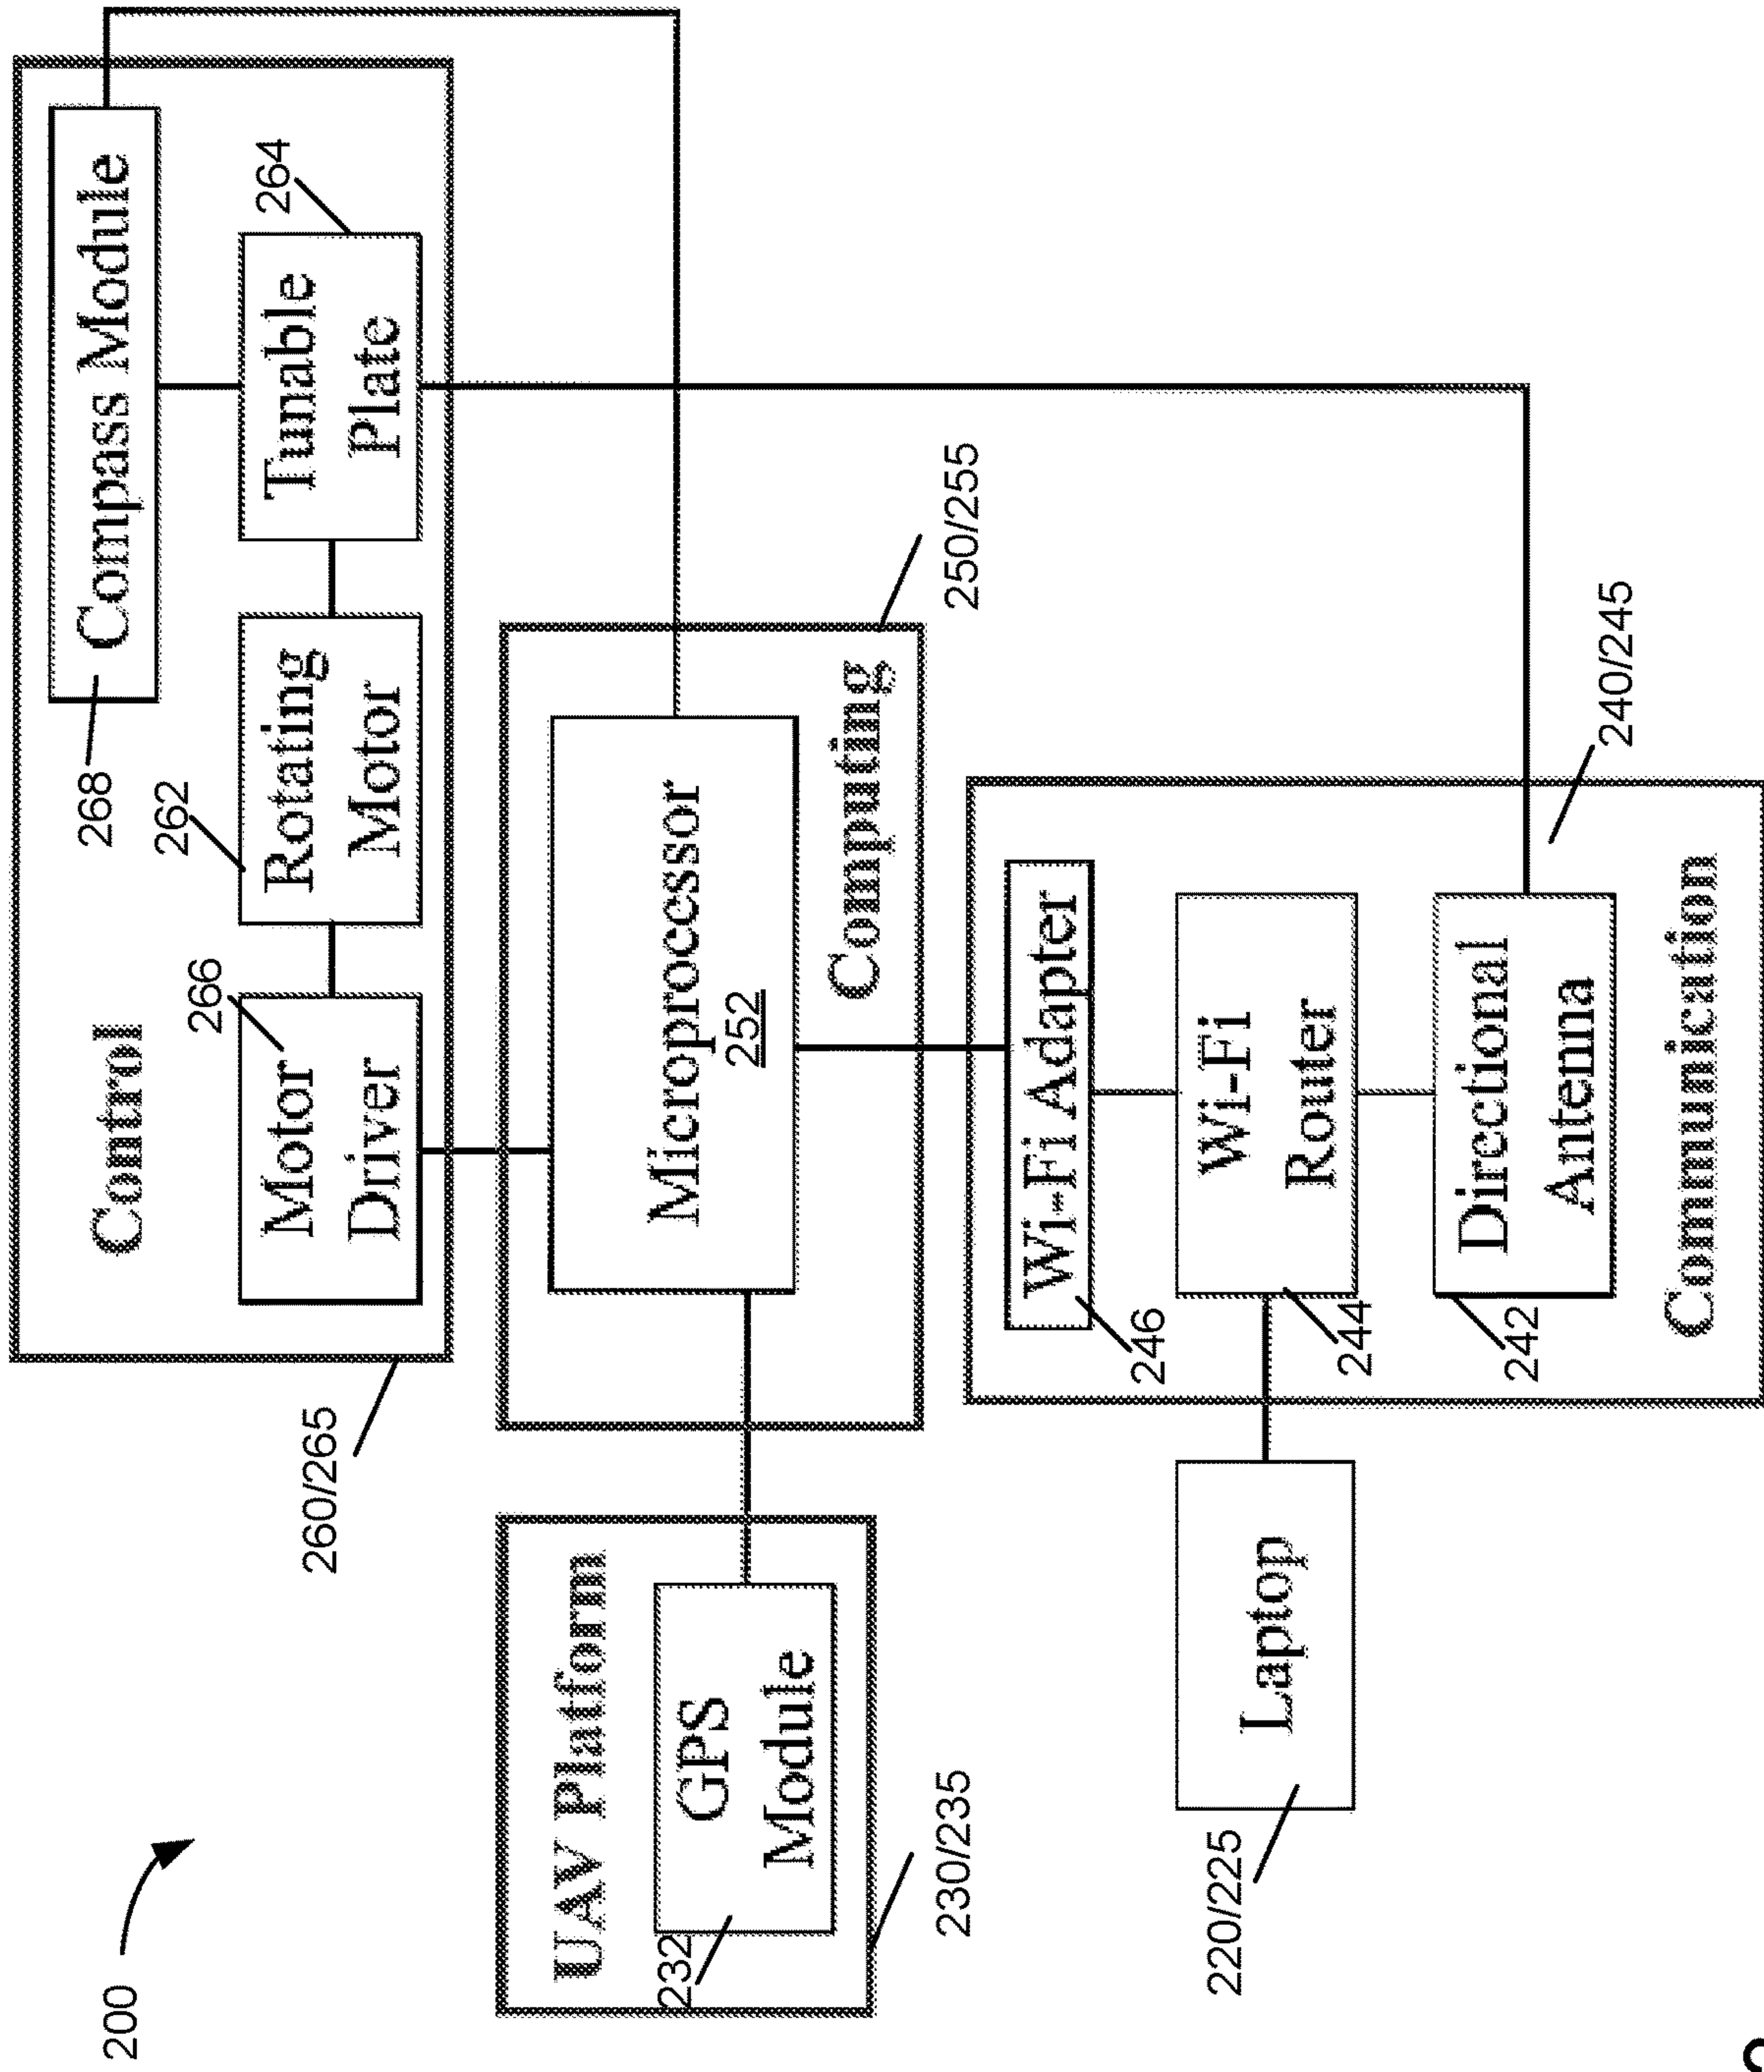 200
Control
268
Compass Module
266
Motor
Driver
262
Rotating
Motor
264
Tunable
Plate
260/265
UAV Platform
232
GPS
Module
230/235
Microprocessor
252
Computing
250/255
Wi-Fi Adapter
246
Laptop
220/225
Wi-Fi
Router
244
Directional
Antenna
242
Communication
240/245